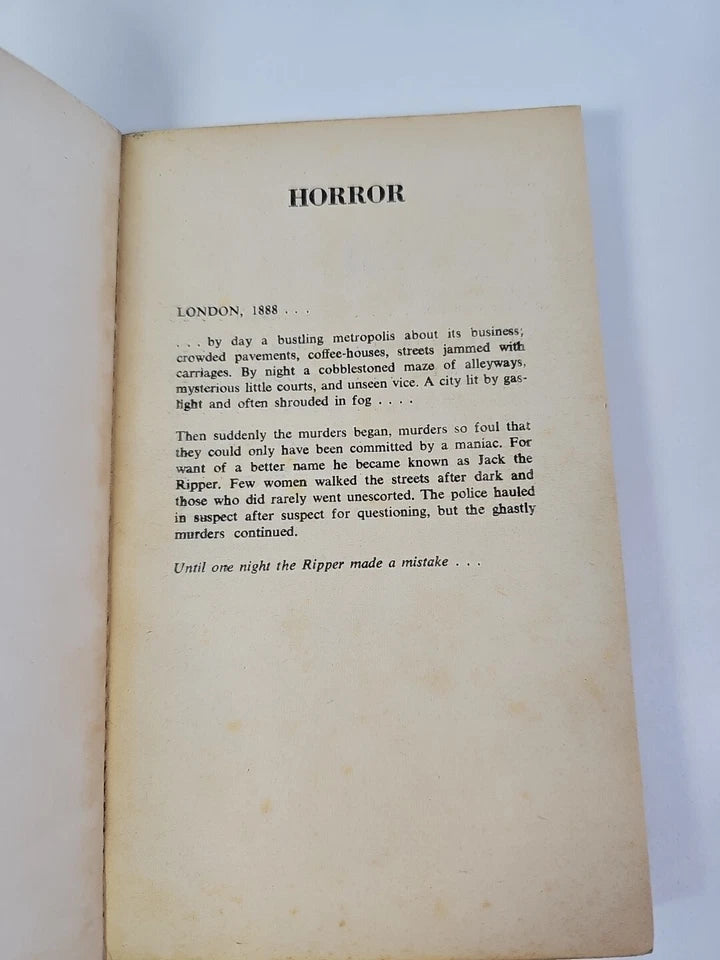 HORROR
LONDON, 1888 . . .
. . . by day a bustling metropolis about its business;
crowded pavements, coffee-houses, streets jammed with
carriages. By night a cobblestoned maze of alleyways,
mysterious little courts, and unseen vice. A city lit by gas-
light and often shrouded in fog . . . .
Then suddenly the murders began, murders so foul that
they could only have been committed by a maniac. For
want of a better name he became known as Jack the
Ripper. Few women walked the streets after dark and
those who did rarely went unescorted. The police hauled
in suspect after suspect for questioning, but the ghastly
murders continued.
Until one night the Ripper made a mistake . . .